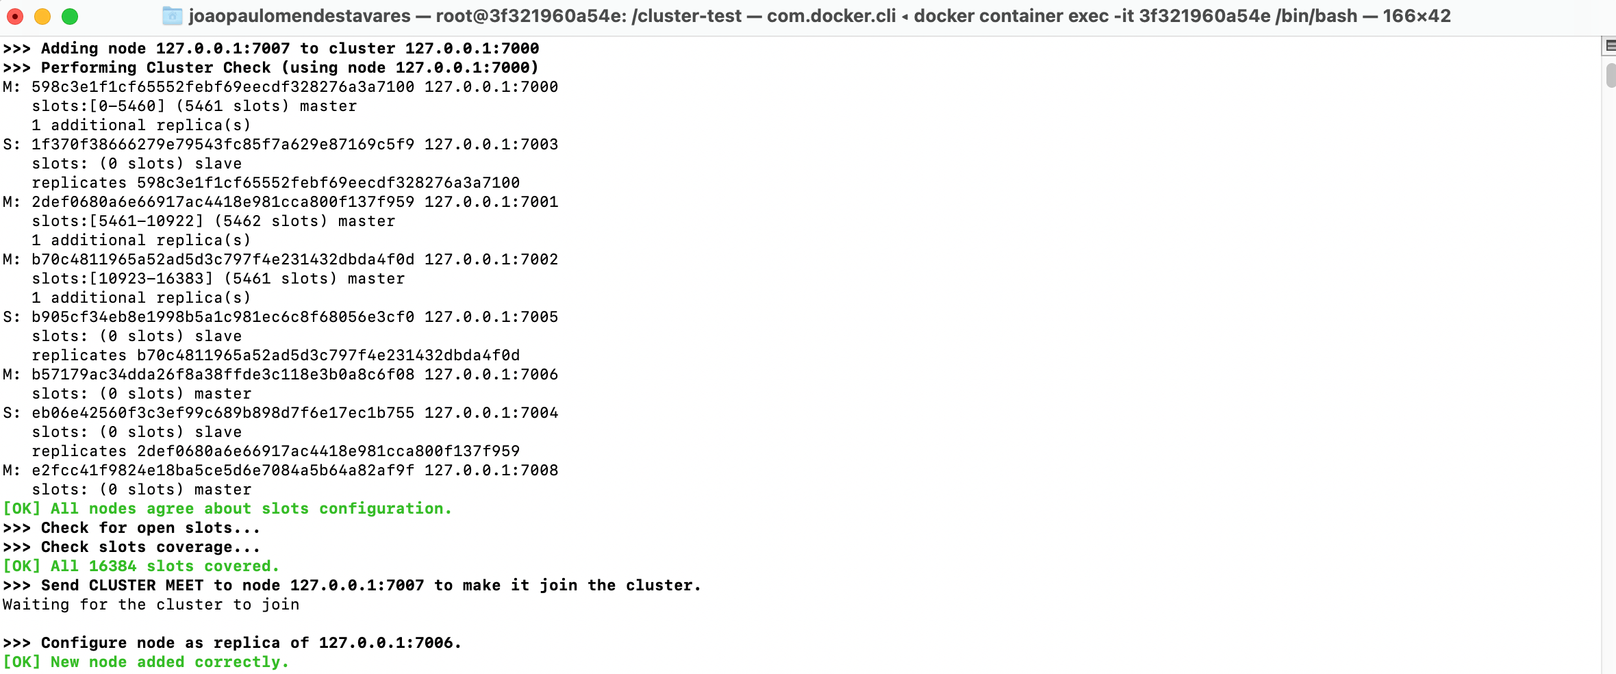 joaopaulomendestavares — root@3f321960a54e: /cluster-test — com.docker.cli ◂ docker container exec -it 3f321960a54e /bin/bash — 166×42
>>> Adding node 127.0.0.1:7007 to cluster 127.0.0.1:7000
>>> Performing Cluster Check (using node 127.0.0.1:7000)
M: 598c3e1f1cf65552febf69eecdf328276a3a7100 127.0.0.1:7000
   slots:[0-5460] (5461 slots) master
   1 additional replica(s)
S: 1f370f38666279e79543fc85f7a629e87169c5f9 127.0.0.1:7003
   slots: (0 slots) slave
   replicates 598c3e1f1cf65552febf69eecdf328276a3a7100
M: 2def0680a6e66917ac4418e981cca800f137f959 127.0.0.1:7001
   slots:[5461-10922] (5462 slots) master
   1 additional replica(s)
M: b70c4811965a52ad5d3c797f4e231432dbda4f0d 127.0.0.1:7002
   slots:[10923-16383] (5461 slots) master
   1 additional replica(s)
S: b905cf34eb8e1998b5a1c981ec6c8f68056e3cf0 127.0.0.1:7005
   slots: (0 slots) slave
   replicates b70c4811965a52ad5d3c797f4e231432dbda4f0d
M: b57179ac34dda26f8a38ffde3c118e3b0a8c6f08 127.0.0.1:7006
   slots: (0 slots) master
S: eb06e42560f3c3ef99c689b898d7f6e17ec1b755 127.0.0.1:7004
   slots: (0 slots) slave
   replicates 2def0680a6e66917ac4418e981cca800f137f959
M: e2fcc41f9824e18ba5ce5d6e7084a5b64a82af9f 127.0.0.1:7008
   slots: (0 slots) master
[OK] All nodes agree about slots configuration.
>>> Check for open slots...
>>> Check slots coverage...
[OK] All 16384 slots covered.
>>> Send CLUSTER MEET to node 127.0.0.1:7007 to make it join the cluster.
Waiting for the cluster to join
>>> Configure node as replica of 127.0.0.1:7006.
[OK] New node added correctly.